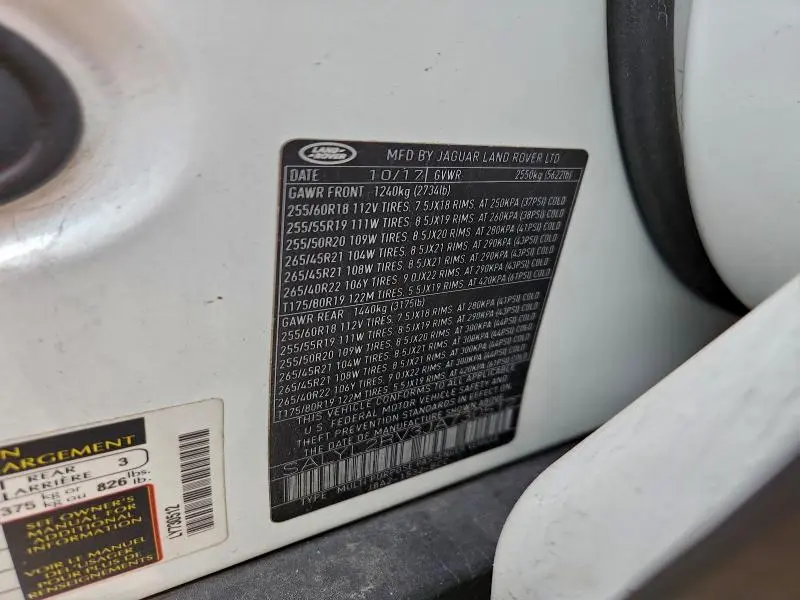 LAND ROVER
MFD BY JAGUAR LAND ROVER LTD
DATE 10/17 GVWR 2550kg (5622lb)
GAWR FRONT 1240kg (2734lb)
255/60R18 112V TIRES. 7.5JX18 RIMS. AT 250KPA (37PSI) COLD
255/55R19 111W TIRES. 8.5JX19 RIMS. AT 260KPA (38PSI) COLD
255/50R20 109W TIRES. 8.5JX20 RIMS. AT 280KPA (41PSI) COLD
265/45R21 104W TIRES. 8.5JX21 RIMS. AT 290KPA (43PSI) COLD
265/45R21 108W TIRES. 8.5JX21 RIMS. AT 290KPA (43PSI) COLD
265/40R22 106Y TIRES. 9.0JX22 RIMS. AT 290KPA (43PSI) COLD
T175/80R19 122M TIRES. 5.5JX19 RIMS. AT 420KPA (61PSI) COLD
GAWR REAR 1440kg (3175lb)
255/60R18 112V TIRES. 7.5JX18 RIMS. AT 280KPA (41PSI) COLD
255/55R19 111W TIRES. 8.5JX19 RIMS. AT 290KPA (43PSI) COLD
255/50R20 109W TIRES. 8.5JX20 RIMS. AT 300KPA (44PSI) COLD
265/45R21 104W TIRES. 8.5JX21 RIMS. AT 300KPA (44PSI) COLD
265/45R21 108W TIRES. 8.5JX21 RIMS. AT 300KPA (44PSI) COLD
265/40R22 106Y TIRES. 9.0JX22 RIMS. AT 300KPA (44PSI) COLD
T175/80R19 122M TIRES. 5.5JX19 RIMS. AT 420KPA (61PSI) COLD
THIS VEHICLE CONFORMS TO ALL APPLICABLE
U.S FEDERAL MOTOR VEHICLE SAFETY AND
THEFT PREVENTION STANDARDS IN EFFECT ON
THE DATE OF MANUFACTURE SHOWN ABOVE
TYPE MULTI PURPOSE
REAR 3
ARRIÈRE
375 kg or ou 826 lbs. lb.
SEE OWNER'S
MANUAL FOR
ADDITIONAL
INFORMATION
VOIR LE MANUEL
DE L'USAGER
POUR PLUS DE
RENSEIGNEMENTS
LY730512